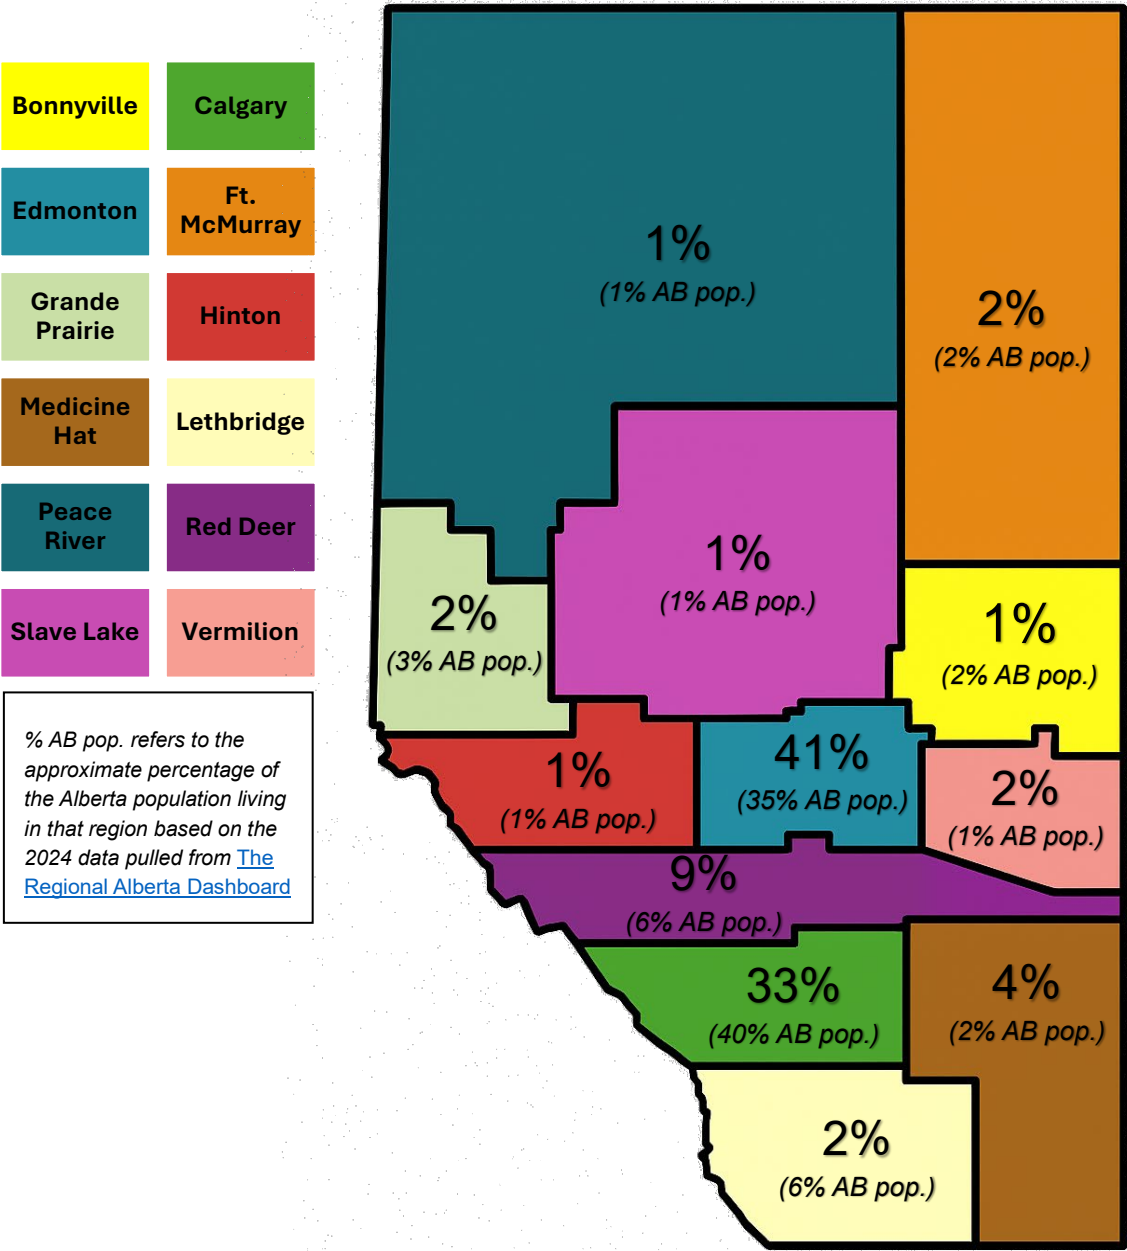 Bonnyville
Calgary
Edmonton
Ft.
McMurray
Grande
Prairie
Hinton
Medicine
Hat
Lethbridge
Peace
River
Red Deer
Slave Lake
Vermilion
% AB pop. refers to the
approximate percentage of
the Alberta population living
in that region based on the
2024 data pulled from The
Regional Alberta Dashboard
1%
(1% AB pop.)
2%
(2% AB pop.)
1%
(1% AB pop.)
2%
(3% AB pop.)
1%
(2% AB pop.)
1%
(1% AB pop.)
41%
(35% AB pop.)
2%
(1% AB pop.)
9%
(6% AB pop.)
33%
(40% AB pop.)
4%
(2% AB pop.)
2%
(6% AB pop.)